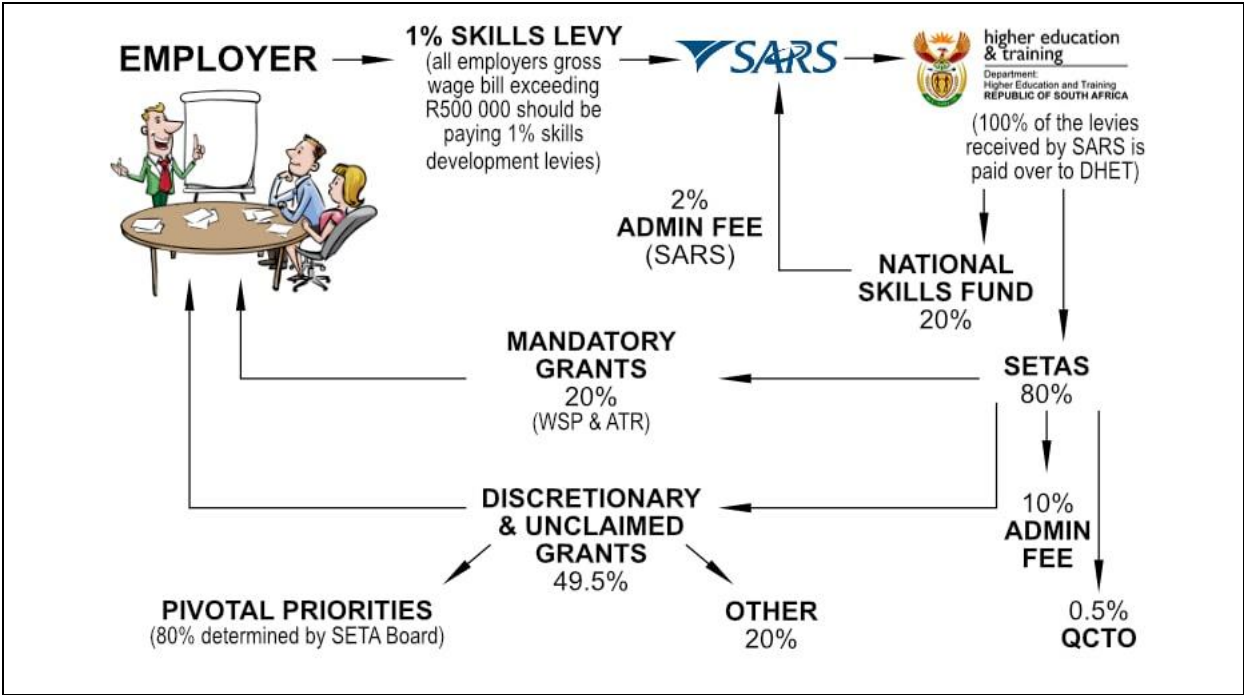 EMPLOYER
1% SKILLS LEVY
(all employers gross
wage bill exceeding
R500 000 should be
paying 1% skills
development levies)
SARS
higher education
& training
Department:
Higher Education and Training
REPUBLIC OF SOUTH AFRICA
(100% of the levies
received by SARS is
paid over to DHET)
2%
ADMIN FEE
(SARS)
NATIONAL
SKILLS FUND
20%
MANDATORY
GRANTS
20%
(WSP & ATR)
SETAS
80%
DISCRETIONARY
& UNCLAIMED
GRANTS
49.5%
10%
ADMIN
FEE
PIVOTAL PRIORITIES
(80% determined by SETA Board)
OTHER
20%
0.5%
QCTO